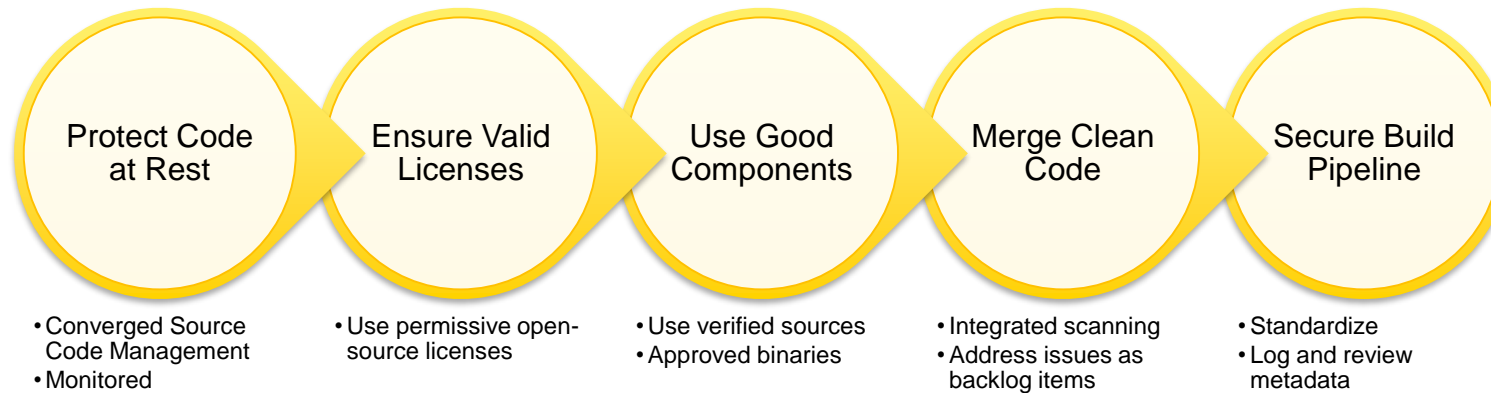 Protect Code
at Rest
• Converged Source
Code Management
• Monitored
Ensure Valid
Licenses
• Use permissive open-
source licenses
Use Good
Components
• Use verified sources
• Approved binaries
Merge Clean
Code
• Integrated scanning
• Address issues as
backlog items
Secure Build
Pipeline
• Standardize
• Log and review
metadata